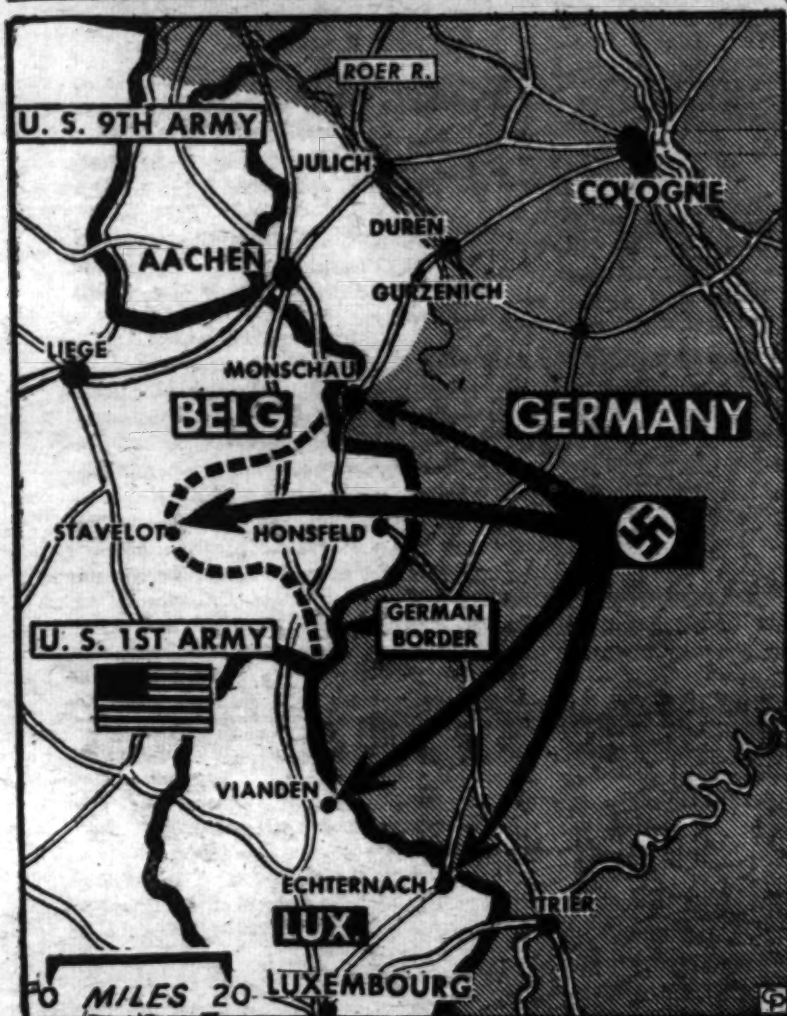 ROER R.
U. S. 9TH ARMY
JULICH
COLOGNE
DUREN
AACHEN
GURZENICH
LIEGE
MONSCHAU
BELG.
GERMANY
STAVELOT
HONSFELD
GERMAN
BORDER
U. S. 1ST ARMY
VIANDEN
ECHTERNACH
TRIER
LUX.
LUXEMBOURG
0 MILES 20
CP